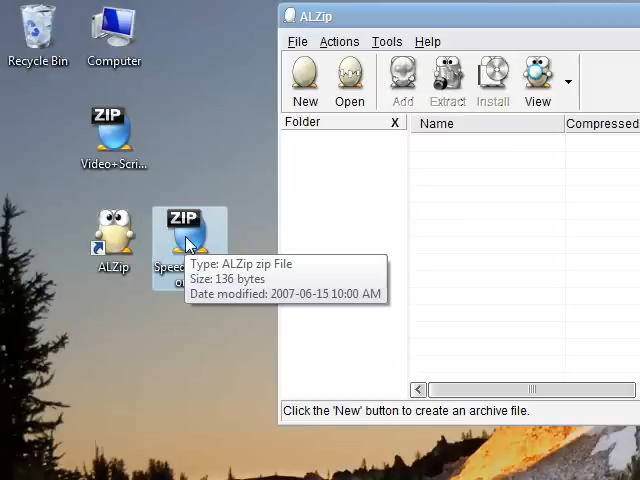 Recycle Bin
Computer
ZIP
Video+Scri...
ALZip
ZIP
Speed
Type: ALZip zip File
Size: 136 bytes
Date modified: 2007-06-15 10:00 AM
ALZip
File Actions Tools Help
New Open Add Extract Install View
Folder X
Name Compressed
Click the 'New' button to create an archive file.